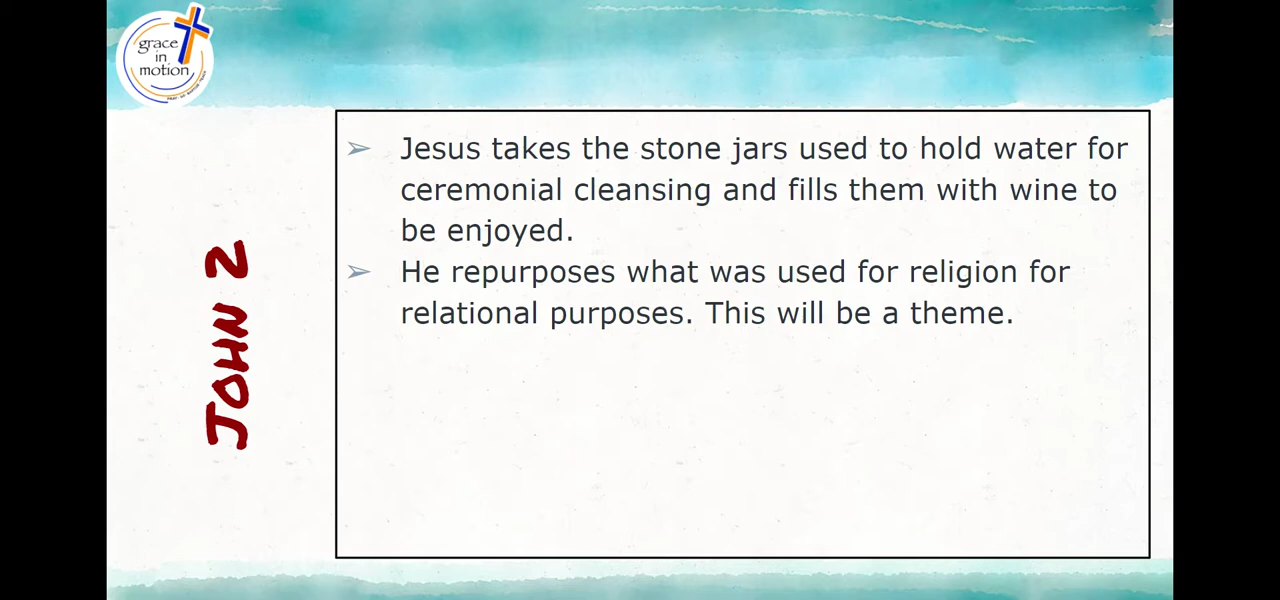 grace
in
motion
John 2
➢ Jesus takes the stone jars used to hold water for
ceremonial cleansing and fills them with wine to
be enjoyed.
➢ He repurposes what was used for religion for
relational purposes. This will be a theme.